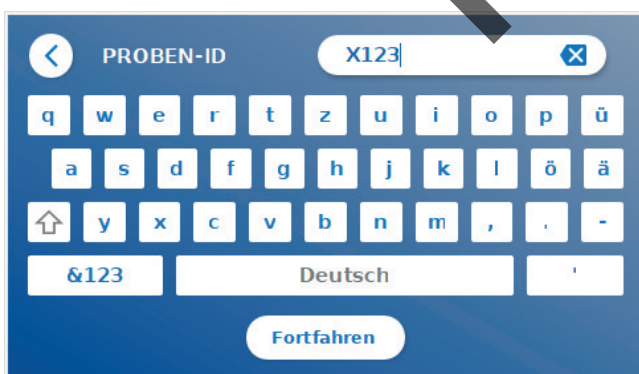 PROBEN-ID X123
q w e r t z u i o p ü
a s d f g h j k l ö ä
y x c v b n m , . -
&123 Deutsch '
Fortfahren